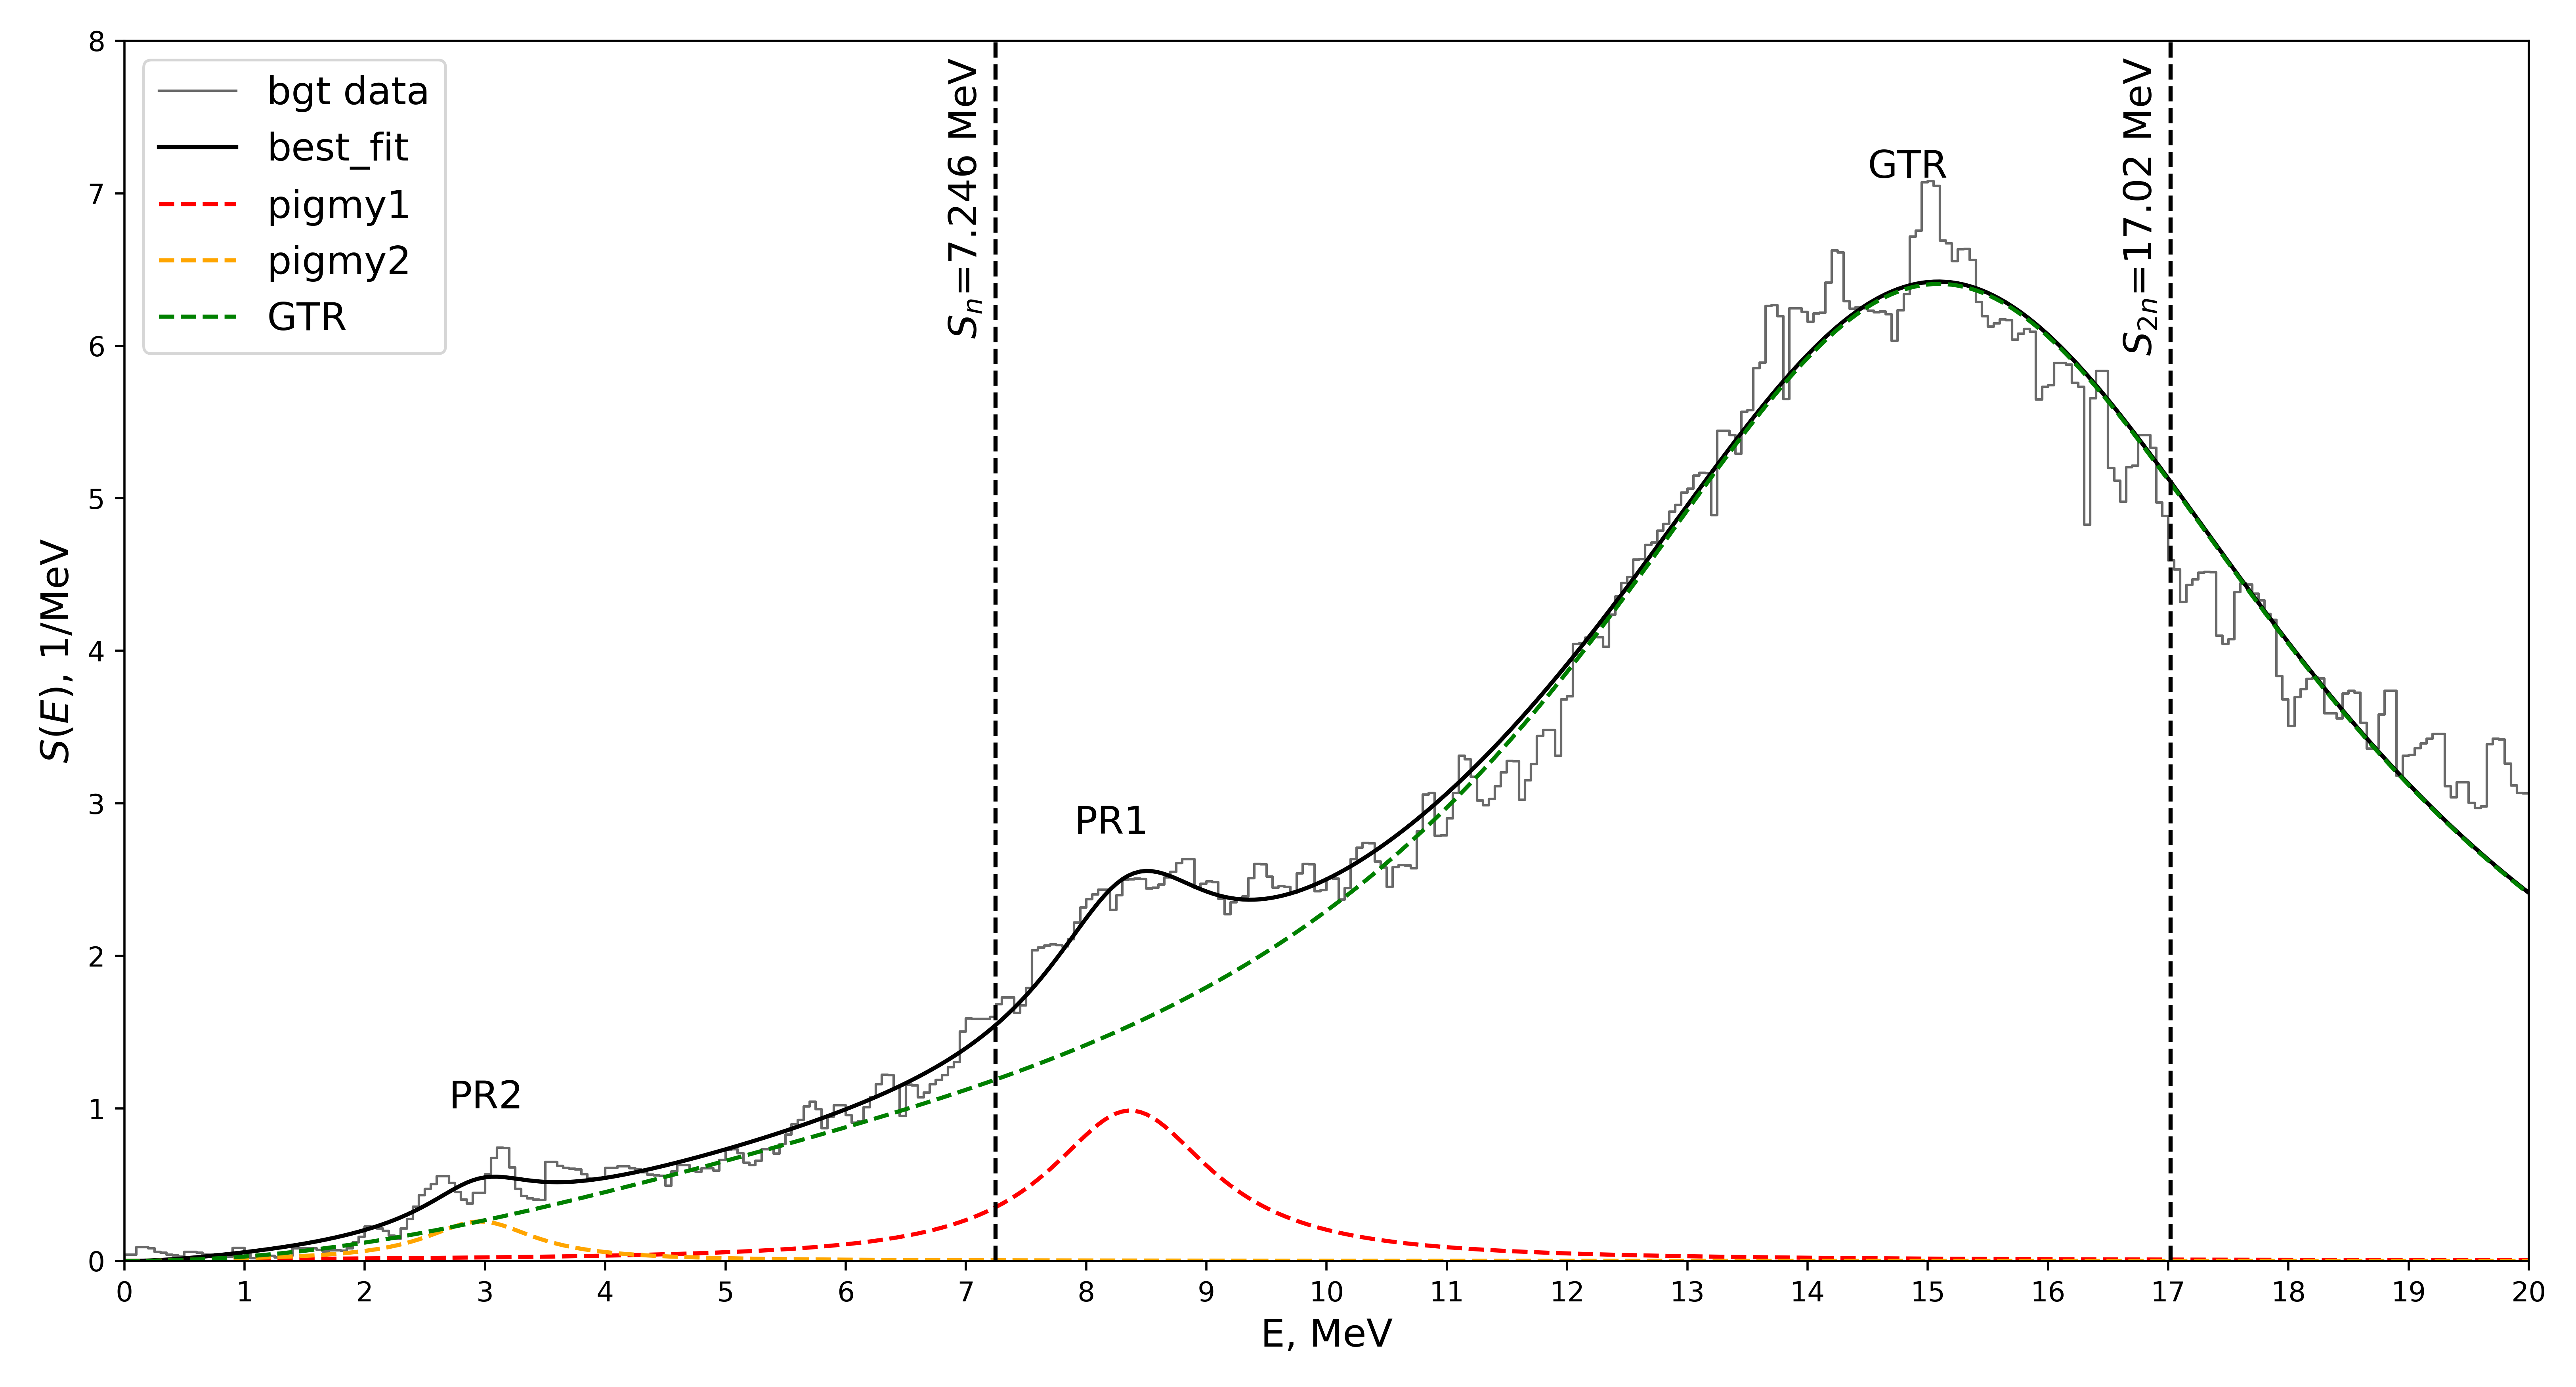 bgt data
best_fit
pigmy1
pigmy2
GTR
S_n=7.246 MeV
S_{2n}=17.02 MeV
GTR
PR1
PR2
8
7
6
5
4
3
2
1
0
S(E), 1/MeV
0 1 2 3 4 5 6 7 8 9 10 11 12 13 14 15 16 17 18 19 20
E, MeV